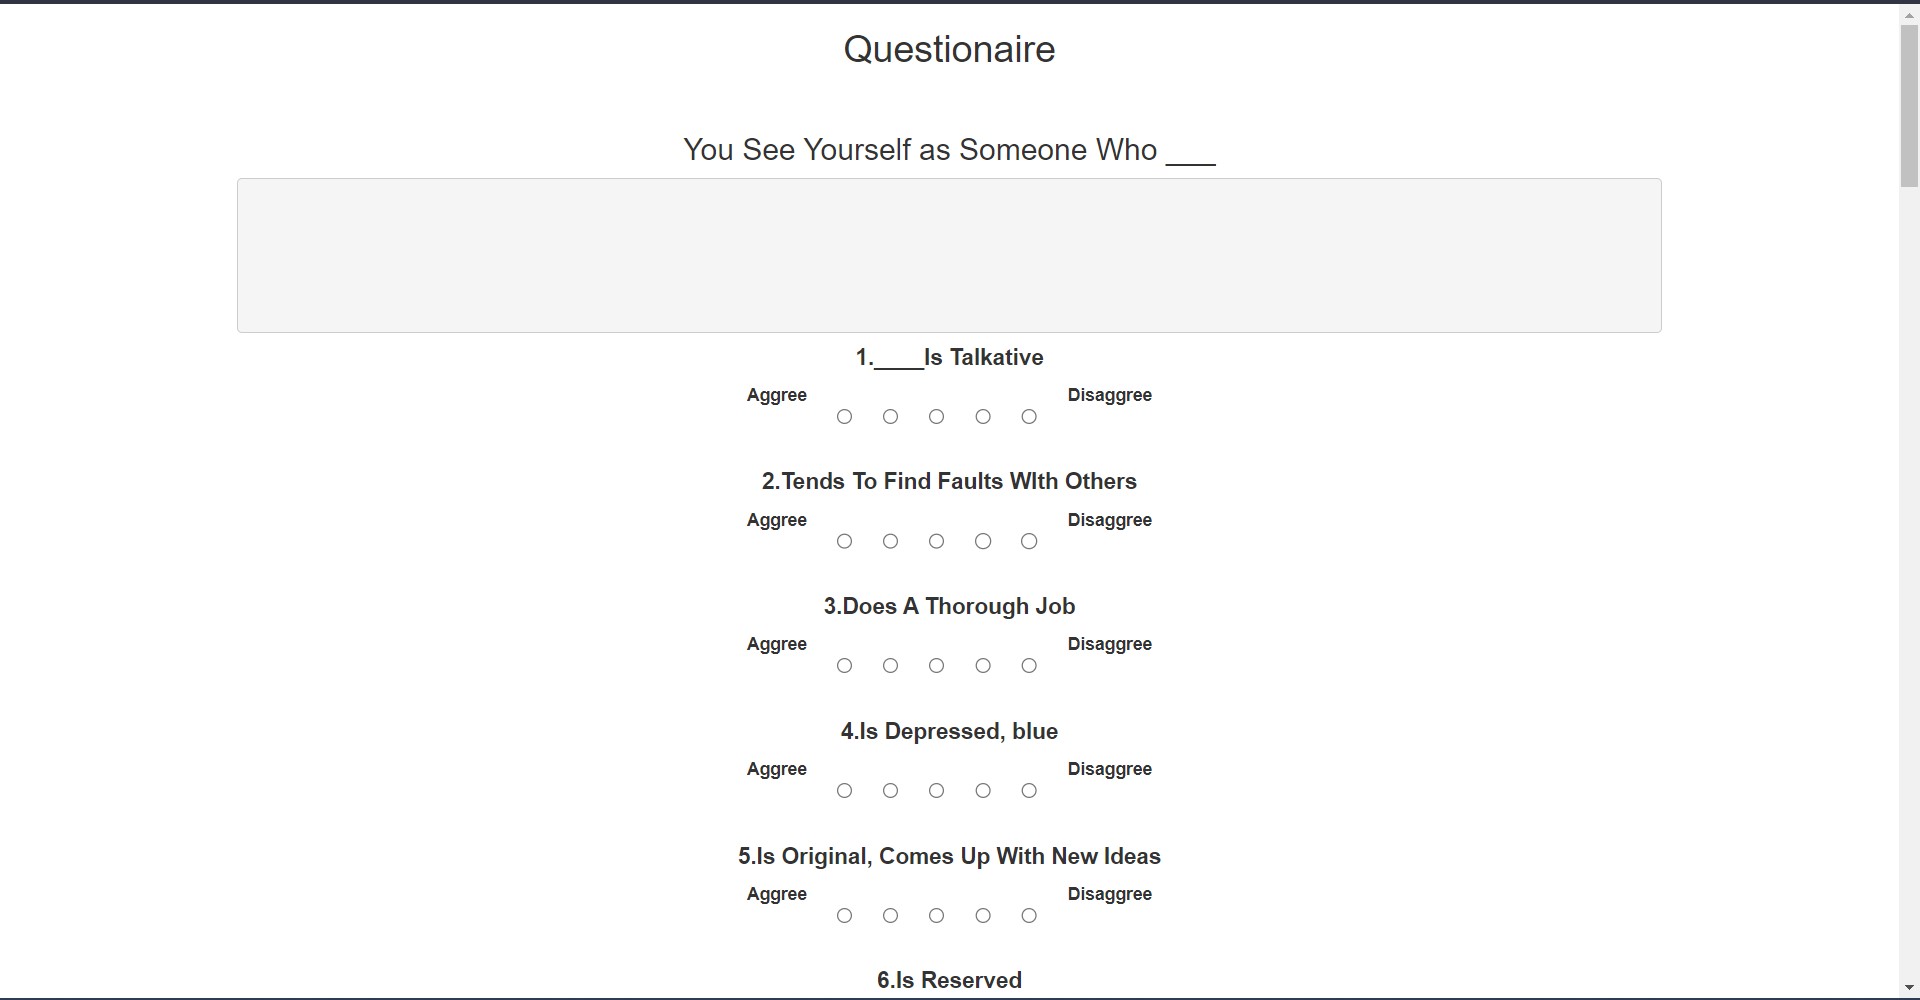 Questionaire
You See Yourself as Someone Who ___
1.____Is Talkative
Aggree Disaggree
2.Tends To Find Faults WIth Others
Aggree Disaggree
3.Does A Thorough Job
Aggree Disaggree
4.Is Depressed, blue
Aggree Disaggree
5.Is Original, Comes Up With New Ideas
Aggree Disaggree
6.Is Reserved